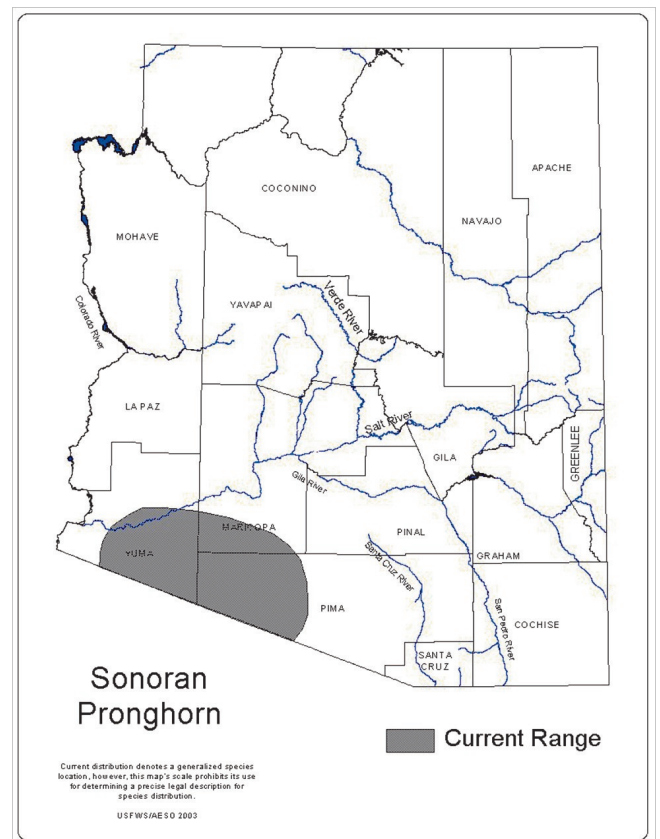 APACHE
COCONINO
NAVAJO
MOHAVE
Verde River
YAVAPAI
Colorado River
LA PAZ
Salt River
GILA
GREENLEE
Gila River
MARICOPA
PINAL
YUMA
Santa Cruz River
GRAHAM
PIMA
San Pedro River
COCHISE
SANTA
CRUZ
Sonoran
Pronghorn
Current Range
Current distribution denotes a generalized species
location, however, this map's scale prohibits its use
for determining a precise legal description for
species distribution.
USFWS/AESO 2003